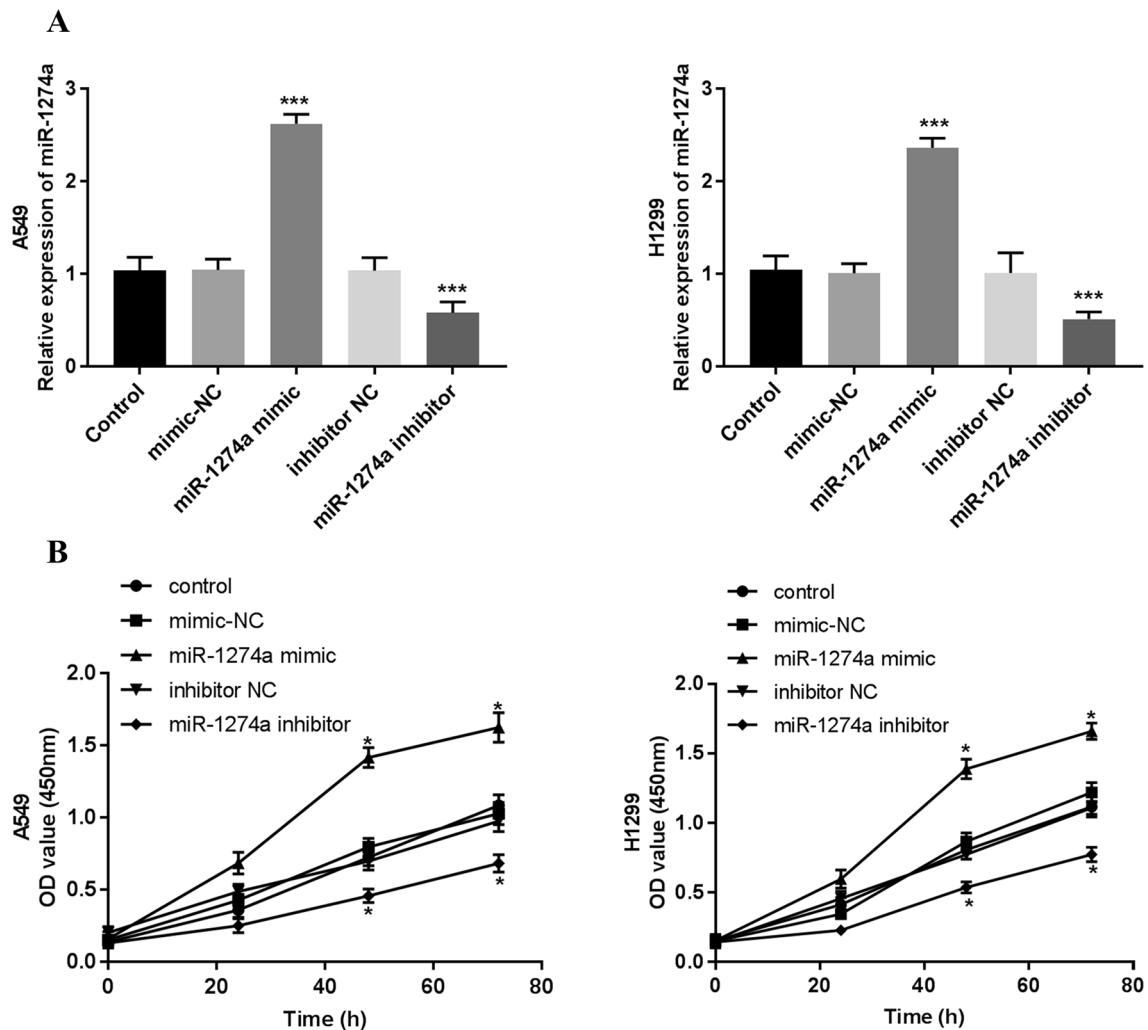 A
A549
Relative expression of miR-1274a
3
2
1
0
***
***
Control
mimic-NC
miR-1274a mimic
inhibitor NC
miR-1274a inhibitor
H1299
Relative expression of miR-1274a
3
2
1
0
***
***
Control
mimic-NC
miR-1274a mimic
inhibitor NC
miR-1274a inhibitor
B
control
mimic-NC
miR-1274a mimic
inhibitor NC
miR-1274a inhibitor
A549
OD value (450nm)
2.0
1.5
1.0
0.5
0.0
*
*
*
*
0 20 40 60 80
Time (h)
control
mimic-NC
miR-1274a mimic
inhibitor NC
miR-1274a inhibitor
H1299
OD value (450nm)
2.0
1.5
1.0
0.5
0.0
*
*
*
*
0 20 40 60 80
Time (h)